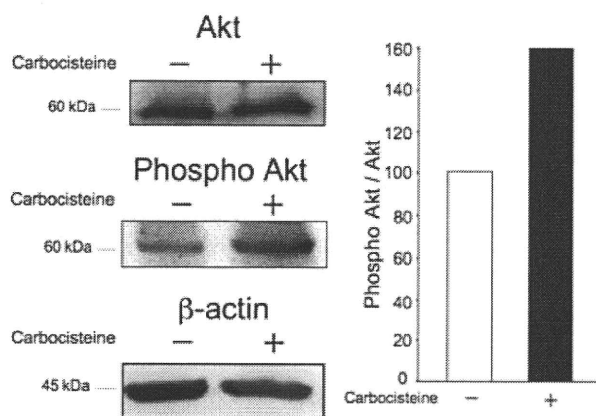 Akt
Carbocisteine − +
60 kDa
Phospho Akt
Carbocisteine − +
60 kDa
β-actin
Carbocisteine − +
45 kDa
Phospho Akt / Akt
160
140
120
100
80
60
40
20
0
Carbocisteine − +